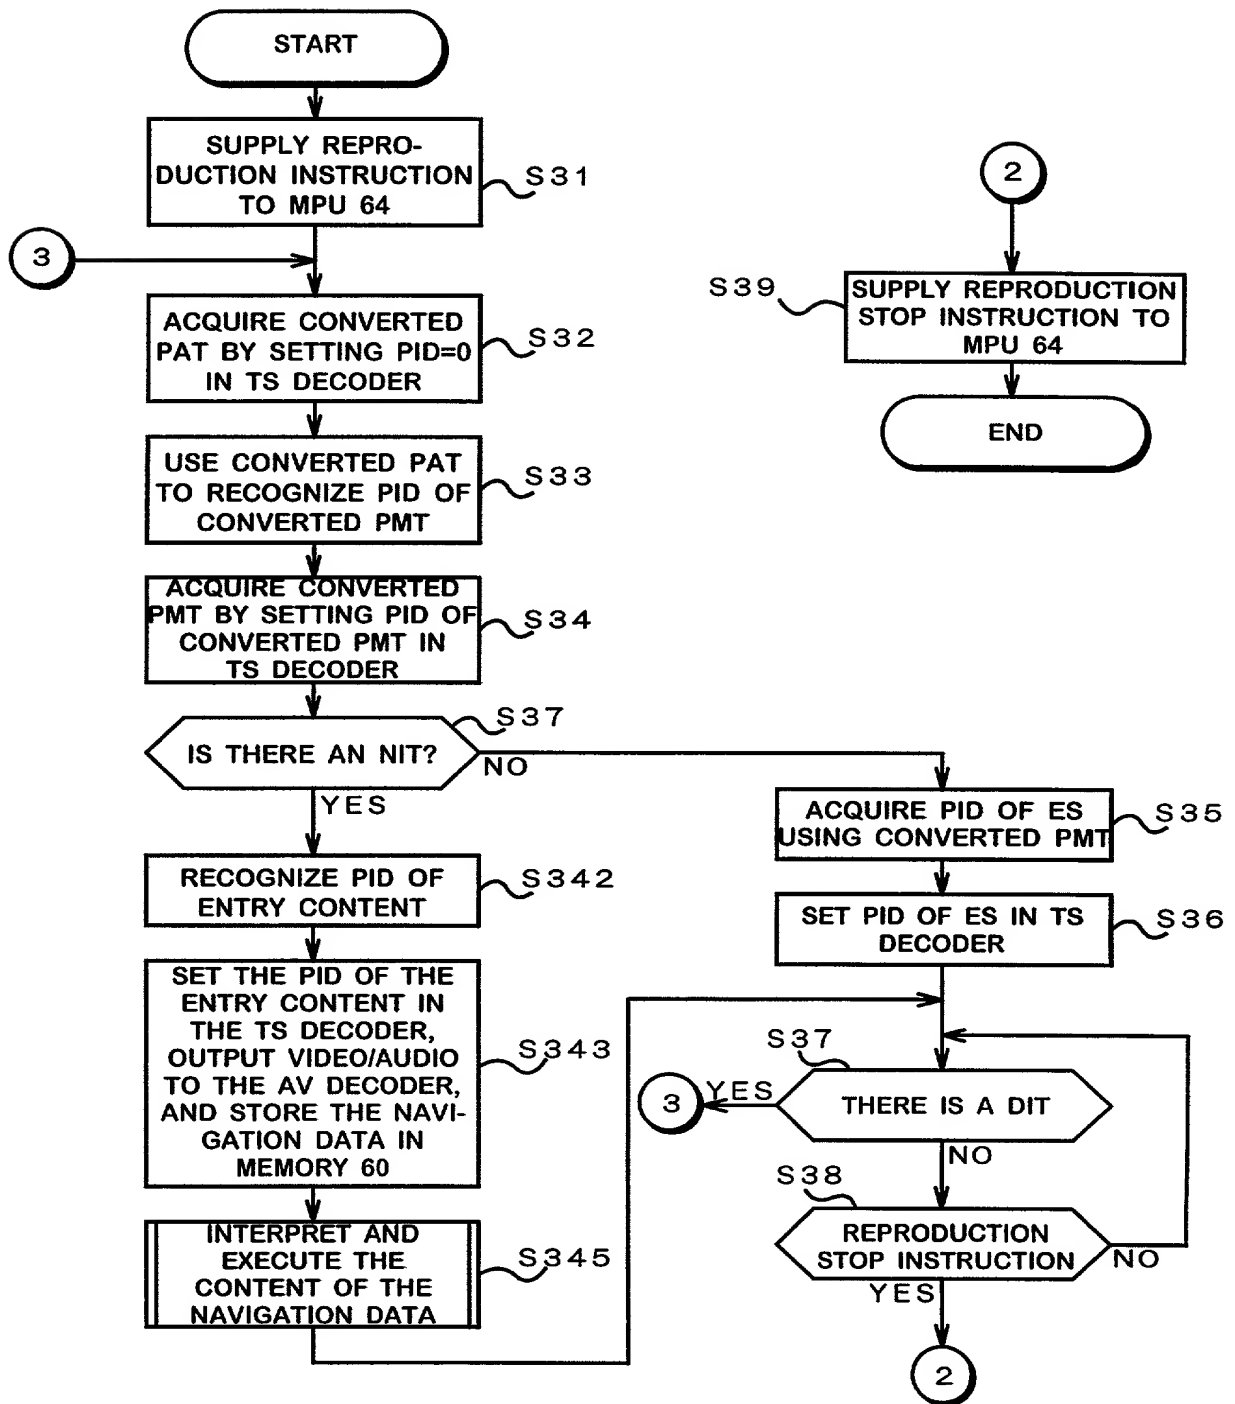 START
SUPPLY REPRO-
DUCTION INSTRUCTION
TO MPU 64
S31
3
ACQUIRE CONVERTED
PAT BY SETTING PID=0
IN TS DECODER
S32
USE CONVERTED PAT
TO RECOGNIZE PID OF
CONVERTED PMT
S33
ACQUIRE CONVERTED
PMT BY SETTING PID OF
CONVERTED PMT IN
TS DECODER
S34
IS THERE AN NIT?
S37
NO
YES
RECOGNIZE PID OF
ENTRY CONTENT
S342
SET THE PID OF THE
ENTRY CONTENT IN
THE TS DECODER,
OUTPUT VIDEO/AUDIO
TO THE AV DECODER,
AND STORE THE NAVI-
GATION DATA IN
MEMORY 60
S343
INTERPRET AND
EXECUTE THE
CONTENT OF THE
NAVIGATION DATA
S345
2
S39
SUPPLY REPRODUCTION
STOP INSTRUCTION TO
MPU 64
END
ACQUIRE PID OF ES
USING CONVERTED PMT
S35
SET PID OF ES IN TS
DECODER
S36
S37
THERE IS A DIT
YES
3
NO
S38
REPRODUCTION
STOP INSTRUCTION
NO
YES
2